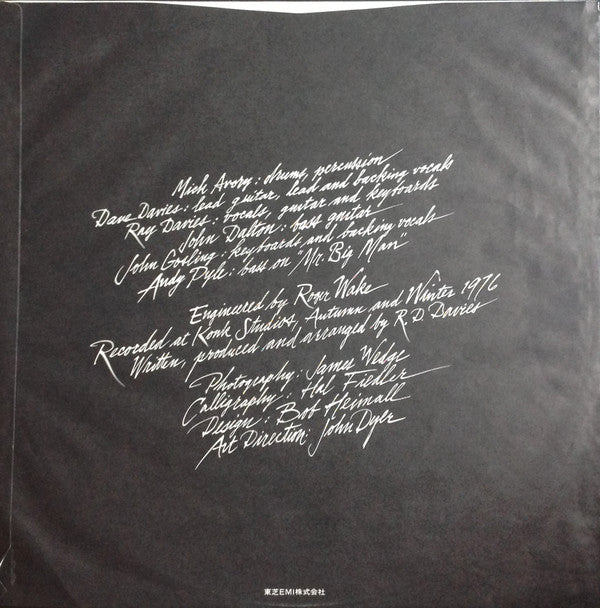 Mick Avory: drums, percussion
Dave Davies: lead guitar, lead and backing vocals
Ray Davies: vocals, guitar and keyboards
John Dalton: bass guitar
John Gosling: keyboards and backing vocals
Andy Pyle: bass on "Mr. Big Man"
Engineered by Roger Wake
Recorded at Konk Studios, Autumn and Winter 1976
Written, produced and arranged by R.D. Davies
Photography: James Wedge
Calligraphy: Hal Fiedler
Design: Bob Heimall
Art Direction: John Dyer
東芝EMI株式会社